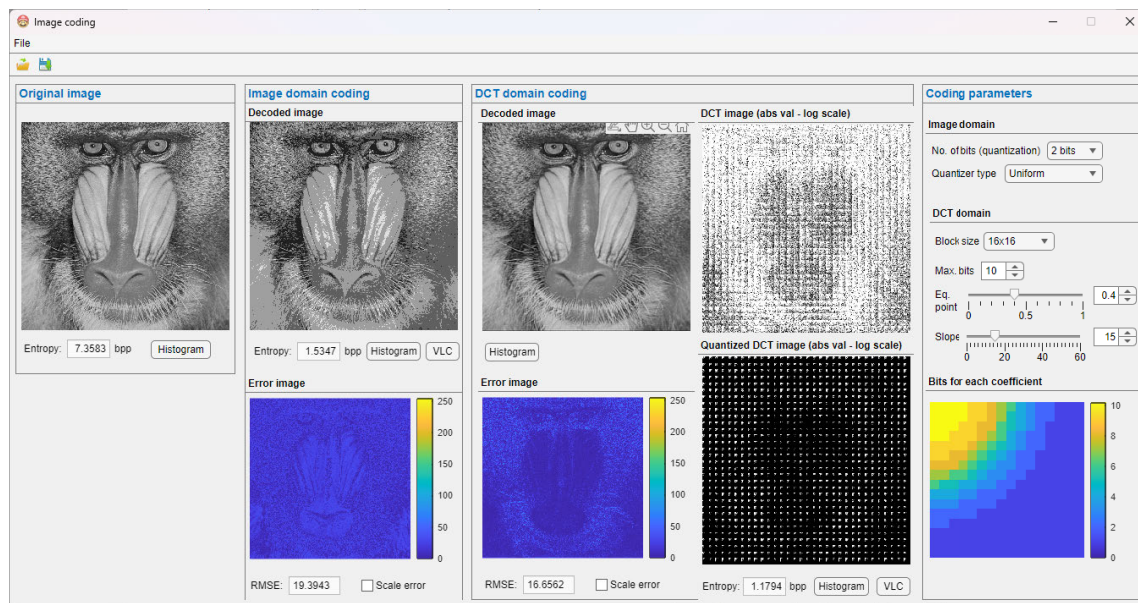 Image coding
File
Original image
Entropy: 7.3583 bpp Histogram
Image domain coding
Decoded image
Entropy: 1.5347 bpp Histogram VLC
Error image
250
200
150
100
50
0
RMSE: 19.3943 Scale error
DCT domain coding
Decoded image
Histogram
Error image
250
200
150
100
50
0
RMSE: 16.6562 Scale error
DCT image (abs val - log scale)
Quantized DCT image (abs val - log scale)
Entropy: 1.1794 bpp Histogram VLC
Coding parameters
Image domain
No. of bits (quantization) 2 bits
Quantizer type Uniform
DCT domain
Block size 16x16
Max. bits 10
Eq. point 0.4
0 0.5 1
Slope 15
0 20 40 60
Bits for each coefficient
10
8
6
4
2
0